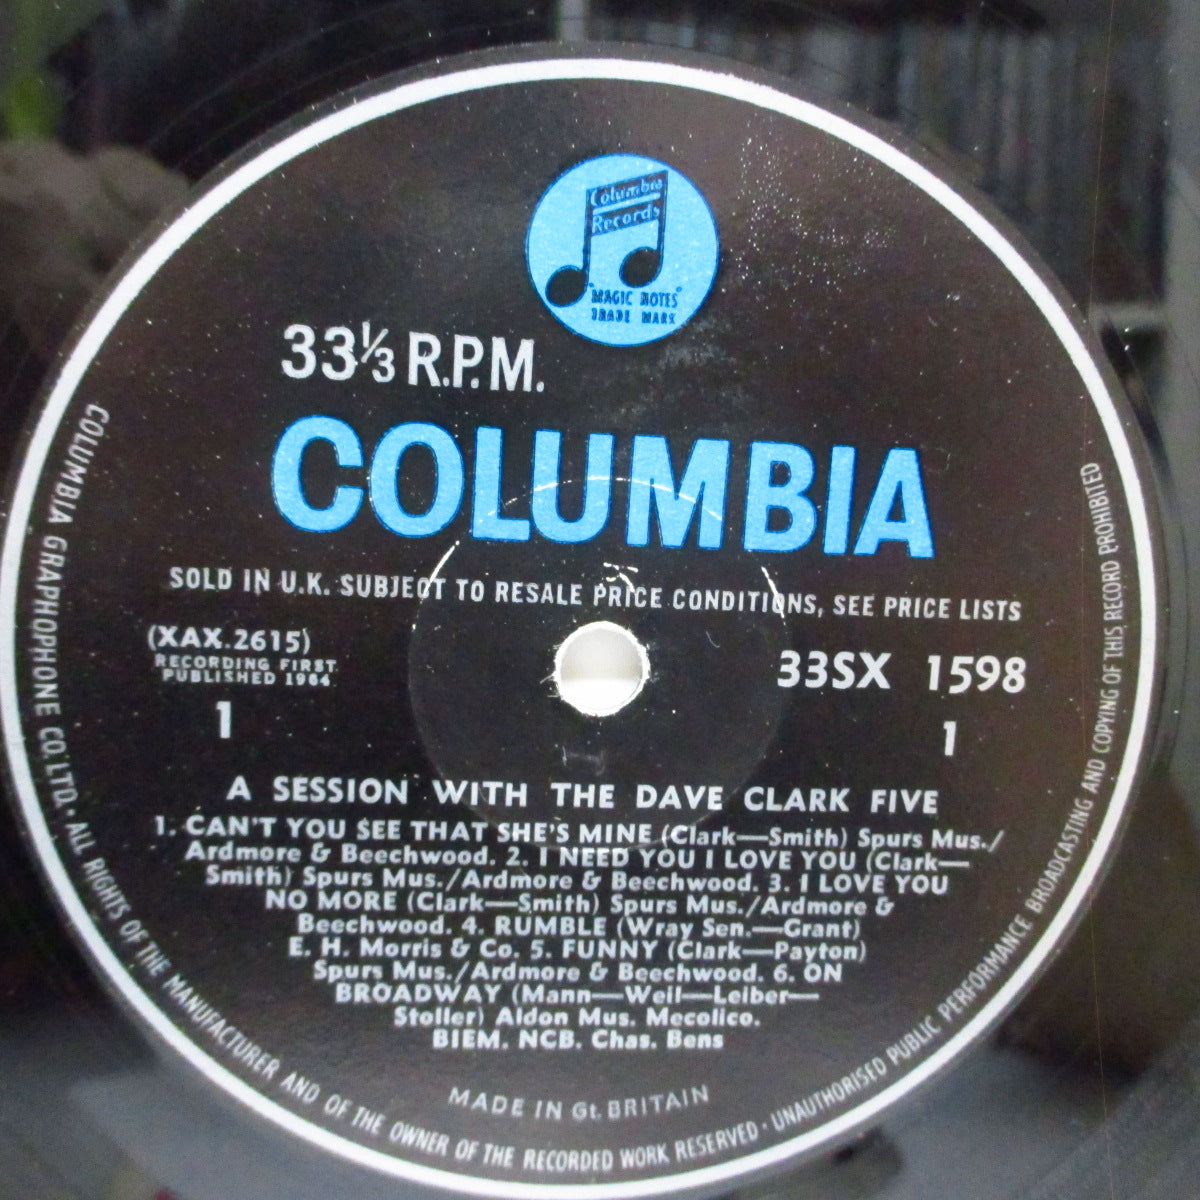 Columbia
Records
"MAGIC NOTES"
TRADE MARK
33⅓ R.P.M.
COLUMBIA
SOLD IN U.K. SUBJECT TO RESALE PRICE CONDITIONS, SEE PRICE LISTS
(XAX.2615)
RECORDING FIRST
PUBLISHED 1964
33SX 1598
1
1
A SESSION WITH THE DAVE CLARK FIVE
1. CAN'T YOU SEE THAT SHE'S MINE (Clark—Smith) Spurs Mus./
Ardmore & Beechwood. 2. I NEED YOU I LOVE YOU (Clark—
Smith) Spurs Mus./Ardmore & Beechwood. 3. I LOVE YOU
NO MORE (Clark—Smith) Spurs Mus./Ardmore &
Beechwood. 4. RUMBLE (Wray Sen.—Grant)
E. H. Morris & Co. 5. FUNNY (Clark—Payton)
Spurs Mus./Ardmore & Beechwood. 6. ON
BROADWAY (Mann—Weil—Leiber—
Stoller) Aldon Mus. Mecolico.
BIEM. NCB. Chas. Bens
MADE IN Gt. BRITAIN
COLUMBIA GRAPHOPHONE CO. LTD. • ALL RIGHTS OF THE MANUFACTURER AND OF THE OWNER OF THE RECORDED WORK RESERVED • UNAUTHORISED PUBLIC PERFORMANCE BROADCASTING AND COPYING OF THIS RECORD PROHIBITED